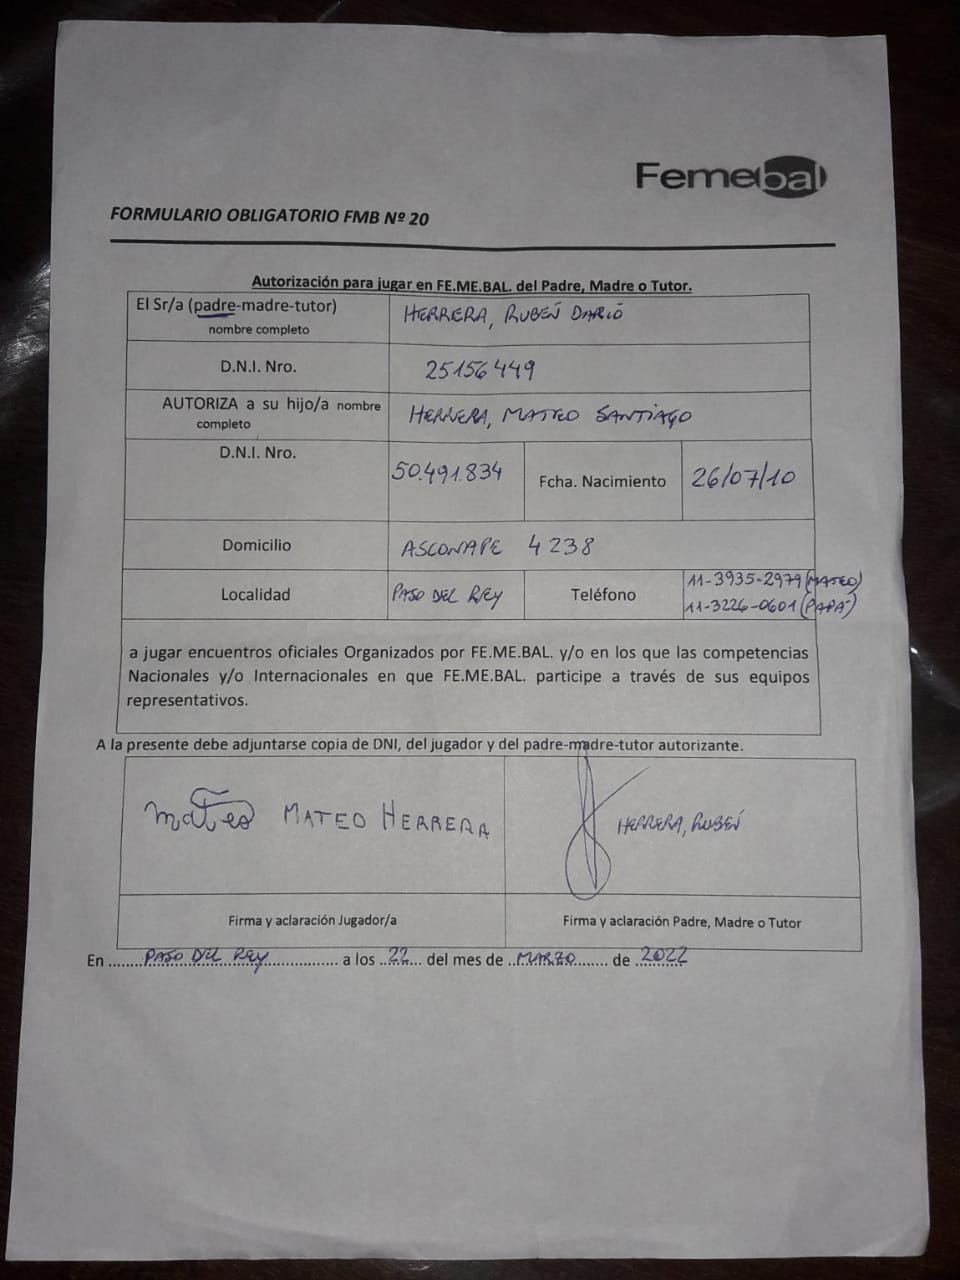 Femebal
FORMULARIO OBLIGATORIO FMB Nº 20
Autorización para jugar en FE.ME.BAL. del Padre, Madre o Tutor.
El Sr/a (padre-madre-tutor)
nombre completo
HERRERA, RUBÉN DARIO
D.N.I. Nro.
25156449
AUTORIZA a su hijo/a nombre
completo
HERRERA, MATEO SANTIAGO
D.N.I. Nro.
50.491.834
Fcha. Nacimiento
26/07/10
Domicilio
ASCONAPE 4238
Localidad
PASO DEL REY
Teléfono
11-3935-2979 (MATEO)
11-3226-0601 (PAPÁ)
a jugar encuentros oficiales Organizados por FE.ME.BAL. y/o en los que las competencias
Nacionales y/o Internacionales en que FE.ME.BAL. participe a través de sus equipos
representativos.
A la presente debe adjuntarse copia de DNI, del jugador y del padre-madre-tutor autorizante.
mateo MATEO HERRERA
HERRERA, RUBÉN
Firma y aclaración Jugador/a
Firma y aclaración Padre, Madre o Tutor
En ........PASO DEL REY................ a los ..22... del mes de ..MARZO....... de .2022